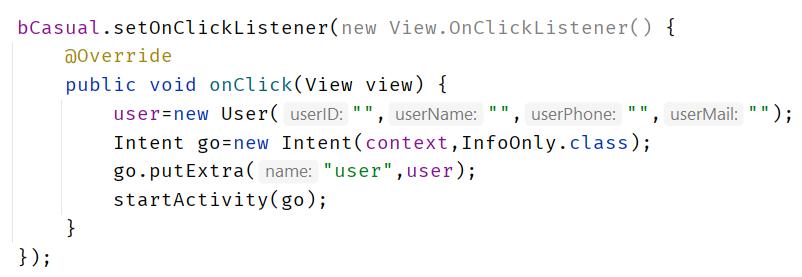 bCasual.setOnClickListener(new View.OnClickListener() {
    @Override
    public void onClick(View view) {
        user=new User( userID: "", userName: "", userPhone: "", userMail: "");
        Intent go=new Intent(context,InfoOnly.class);
        go.putExtra( name: "user",user);
        startActivity(go);
    }
});